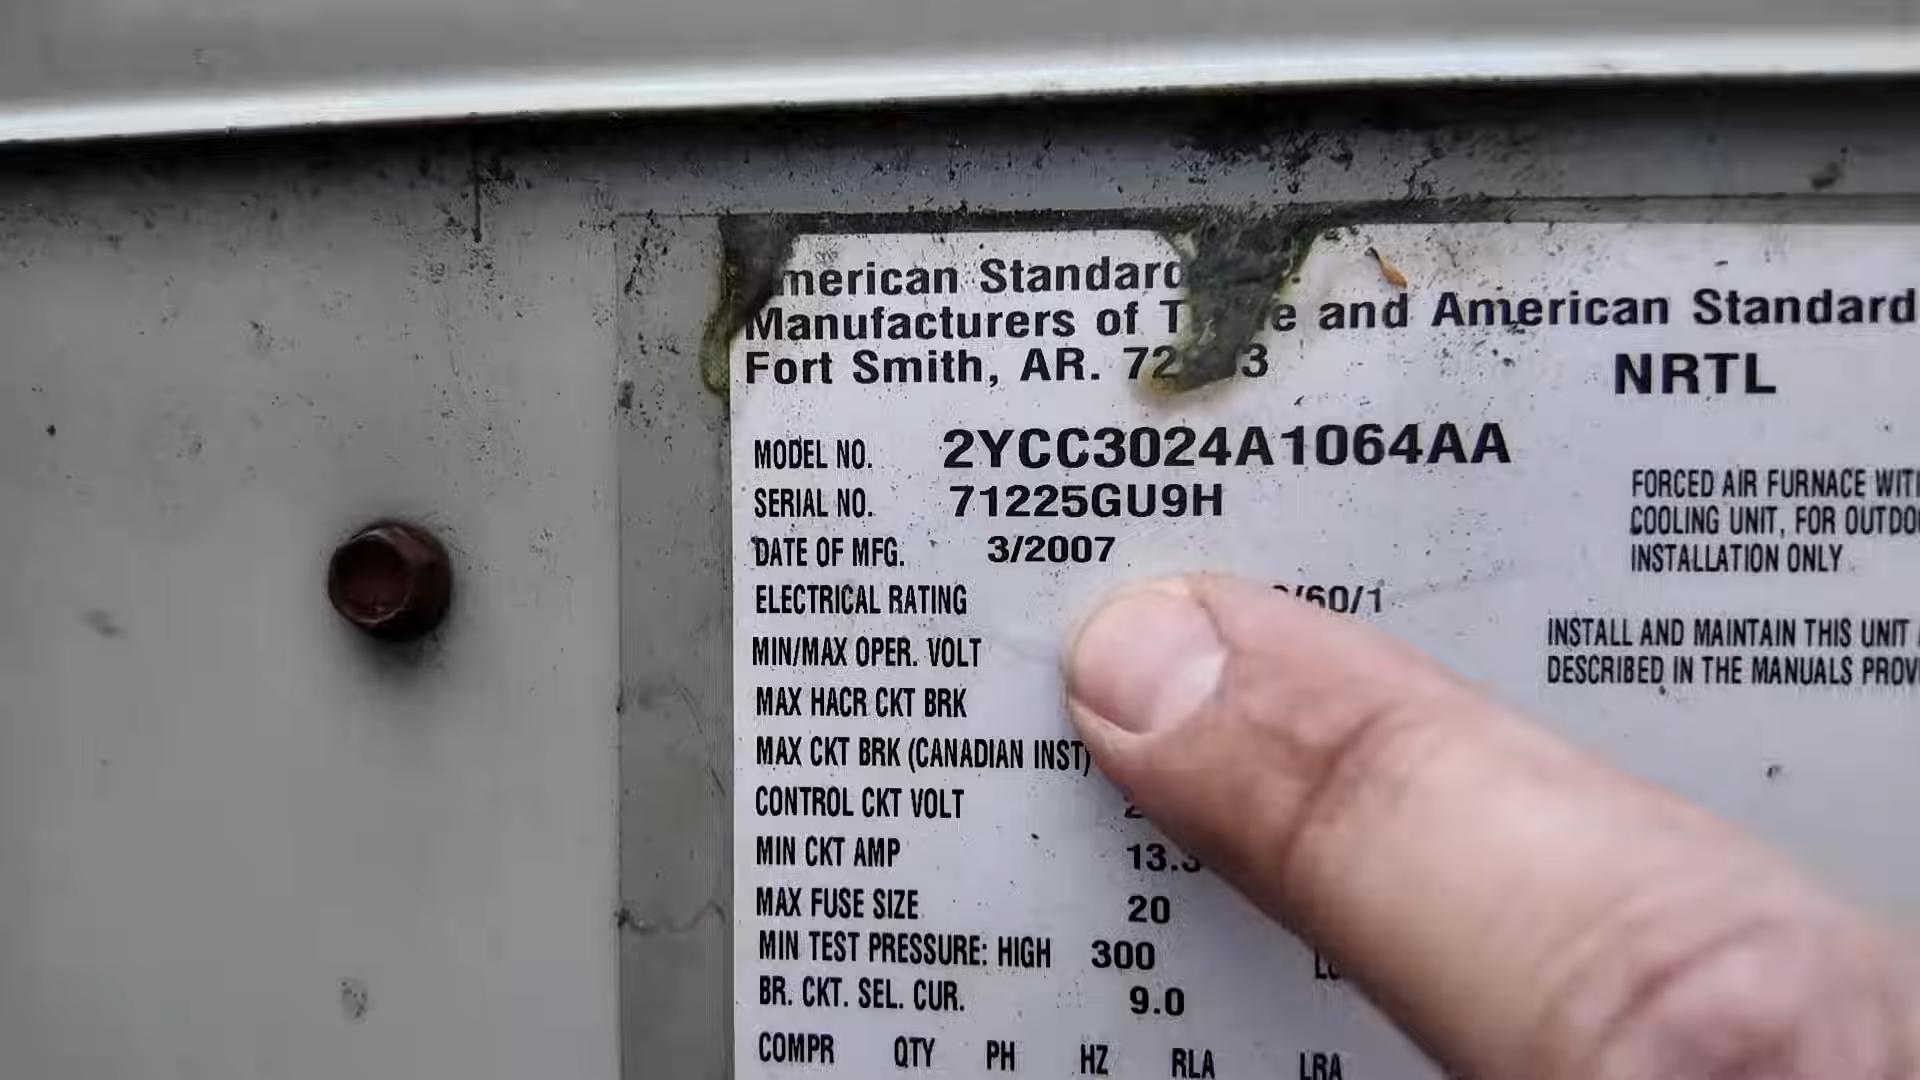 merican Standard
Manufacturers of and American Standard
Fort Smith, AR.
NRTL
MODEL NO. 2YCC3024A1064AA
SERIAL NO. 71225GU9H
DATE OF MFG. 3/2007
FORCED AIR FURNACE WITH
COOLING UNIT, FOR OUTDOO
INSTALLATION ONLY
ELECTRICAL RATING /60/1
MIN/MAX OPER. VOLT
INSTALL AND MAINTAIN THIS UNIT
DESCRIBED IN THE MANUALS PROV
MAX HACR CKT BRK
MAX CKT BRK (CANADIAN INST)
CONTROL CKT VOLT
MIN CKT AMP 13.3
MAX FUSE SIZE 20
MIN TEST PRESSURE: HIGH 300
BR. CKT. SEL. CUR. 9.0
COMPR QTY PH HZ RLA LRA